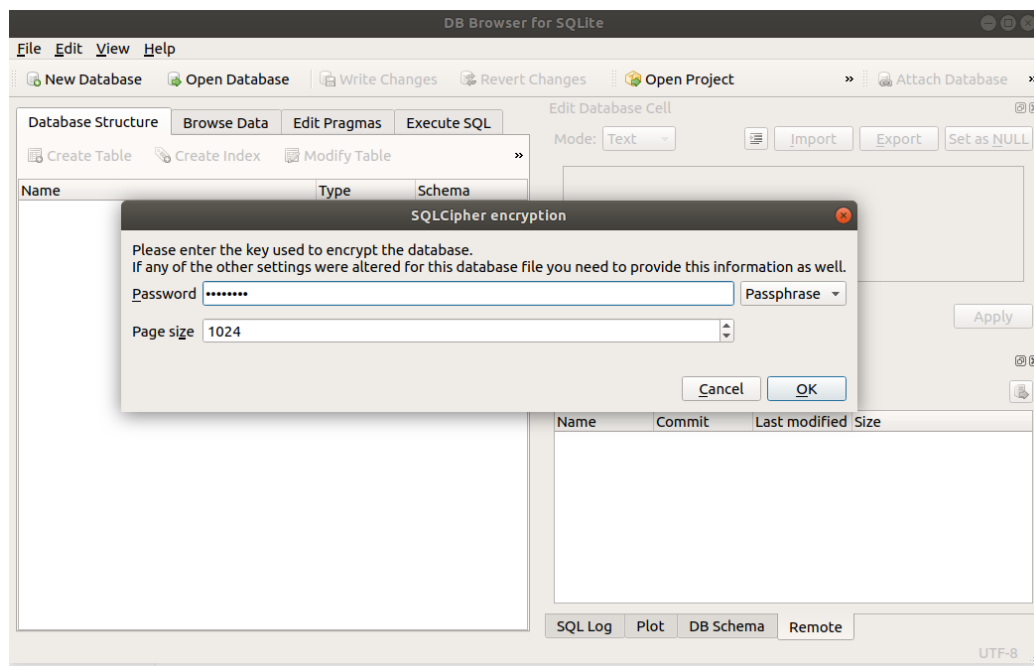 DB Browser for SQLite
File Edit View Help
New Database Open Database Write Changes Revert Changes Open Project » Attach Database »
Edit Database Cell
Database Structure Browse Data Edit Pragmas Execute SQL
Mode: Text Import Export Set as NULL
Create Table Create Index Modify Table »
Name Type Schema
SQLCipher encryption
Please enter the key used to encrypt the database.
If any of the other settings were altered for this database file you need to provide this information as well.
Password •••••••• Passphrase
Page size 1024
Apply
Cancel OK
Name Commit Last modified Size
SQL Log Plot DB Schema Remote
UTF-8